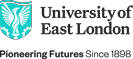 University of
East London
Pioneering Futures Since 1898